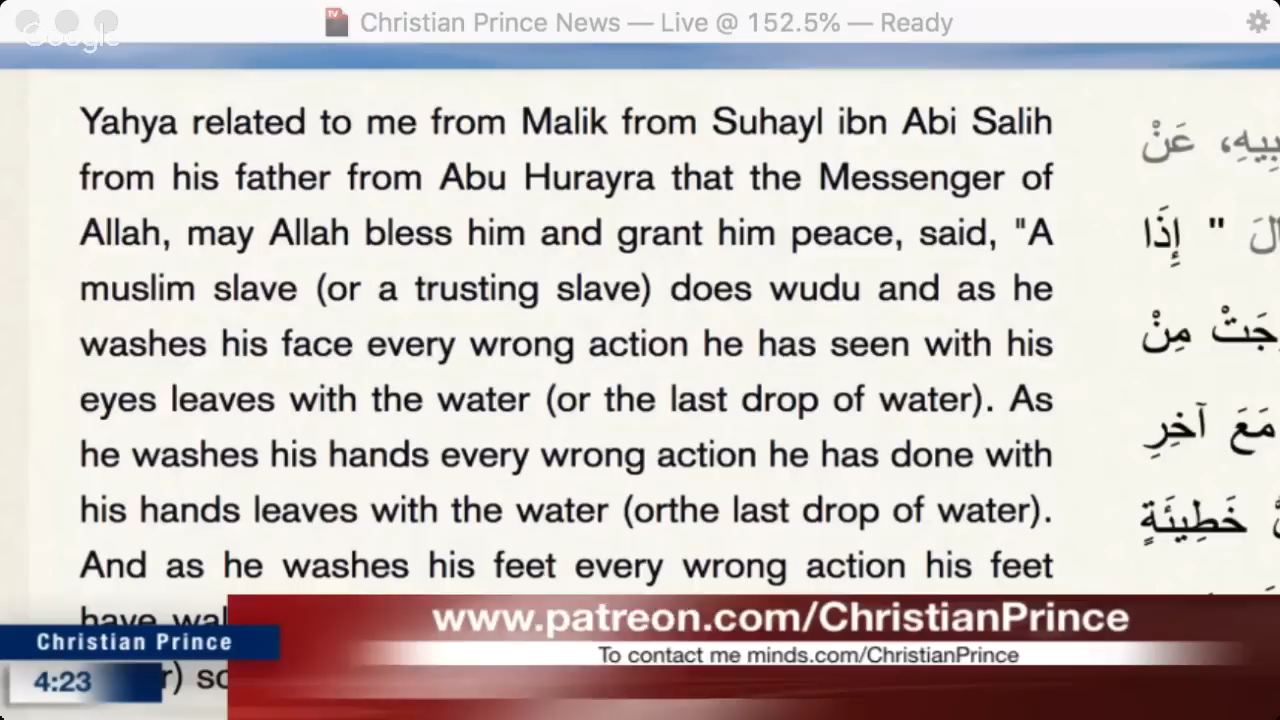 Christian Prince News — Live @ 152.5% — Ready
Google
Yahya related to me from Malik from Suhayl ibn Abi Salih
from his father from Abu Hurayra that the Messenger of
Allah, may Allah bless him and grant him peace, said, "A
muslim slave (or a trusting slave) does wudu and as he
washes his face every wrong action he has seen with his
eyes leaves with the water (or the last drop of water). As
he washes his hands every wrong action he has done with
his hands leaves with the water (orthe last drop of water).
And as he washes his feet every wrong action his feet
have
عَنْ
" إِذَا
مِنْ
مَعَ آخِرِ
خَطِيئَةٍ
www.patreon.com/ChristianPrince
To contact me minds.com/ChristianPrince
Christian Prince
4:23